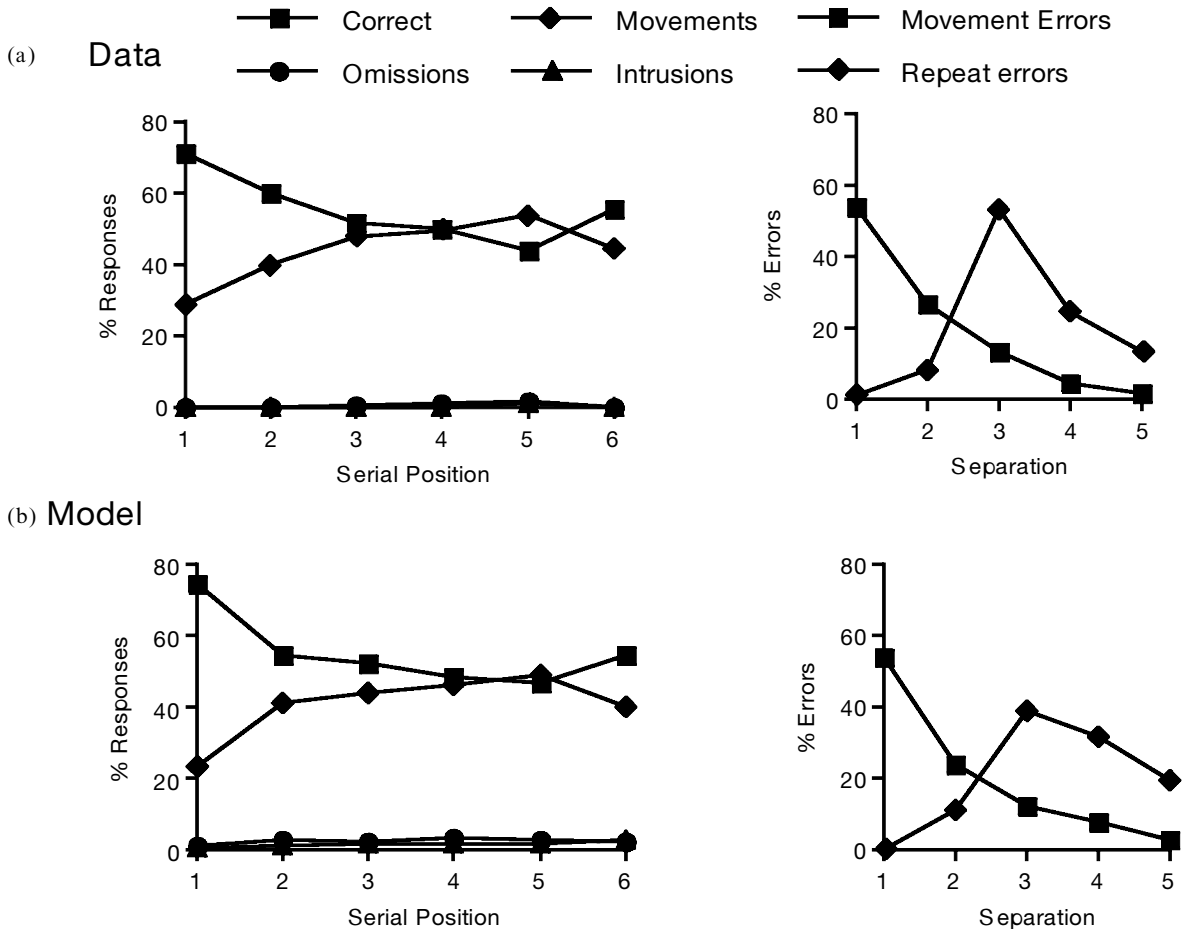 Correct Movements Movement Errors
(a) Data
Omissions Intrusions Repeat errors
80
60
40
20
0
% Responses
1 2 3 4 5 6
Serial Position
80
60
40
20
0
% Errors
1 2 3 4 5
Separation
(b) Model
80
60
40
20
0
% Responses
1 2 3 4 5 6
Serial Position
80
60
40
20
0
% Errors
1 2 3 4 5
Separation